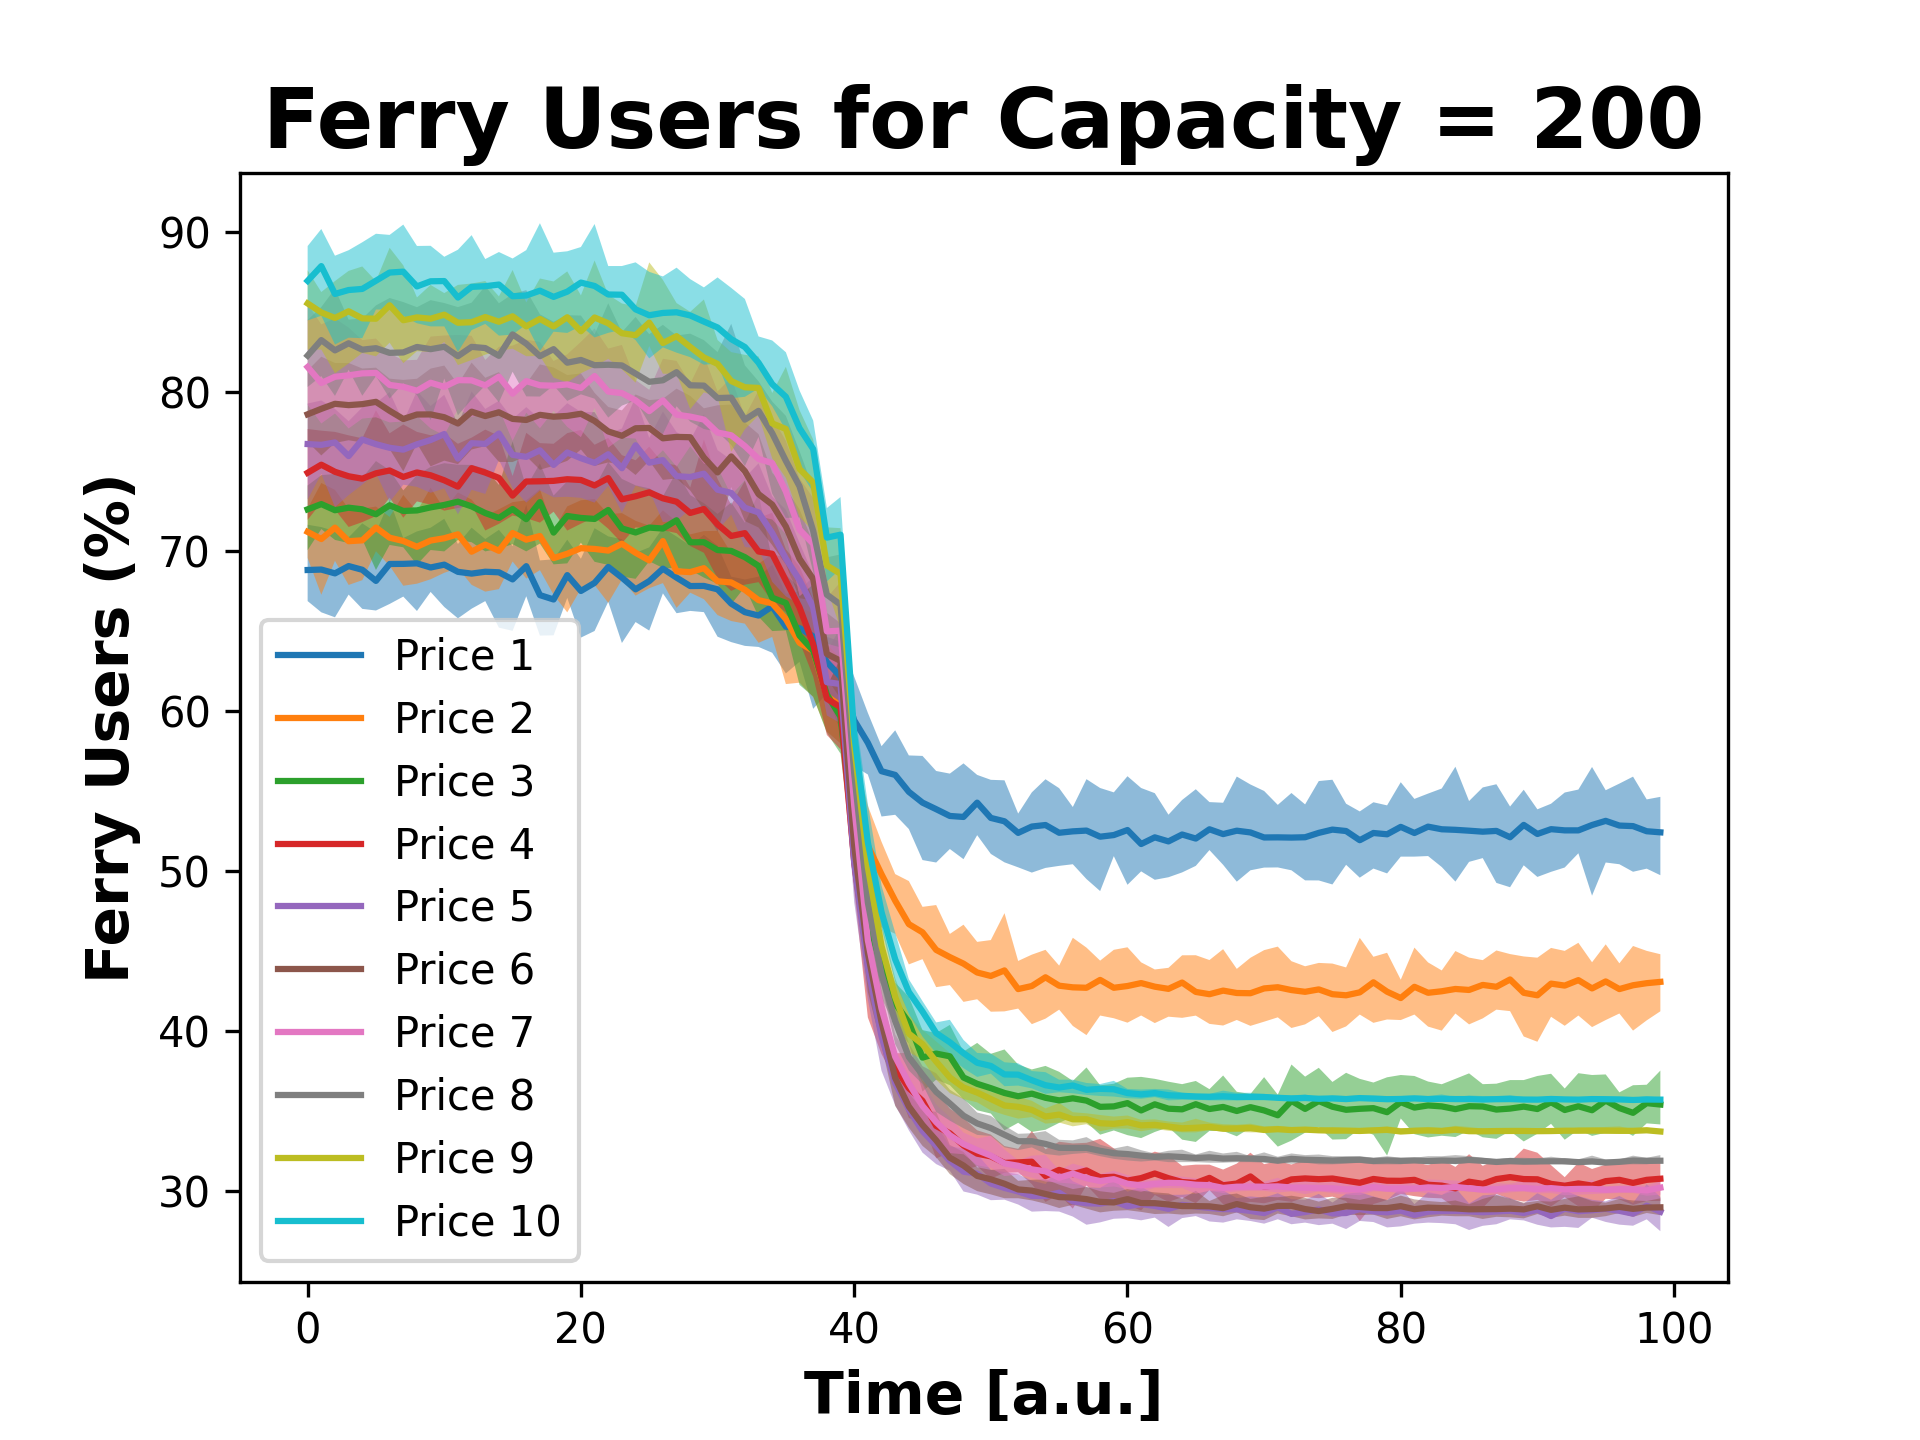 Ferry Users for Capacity = 200
Ferry Users (%)
90
80
70
60
50
40
30
Price 1
Price 2
Price 3
Price 4
Price 5
Price 6
Price 7
Price 8
Price 9
Price 10
0 20 40 60 80 100
Time [a.u.]